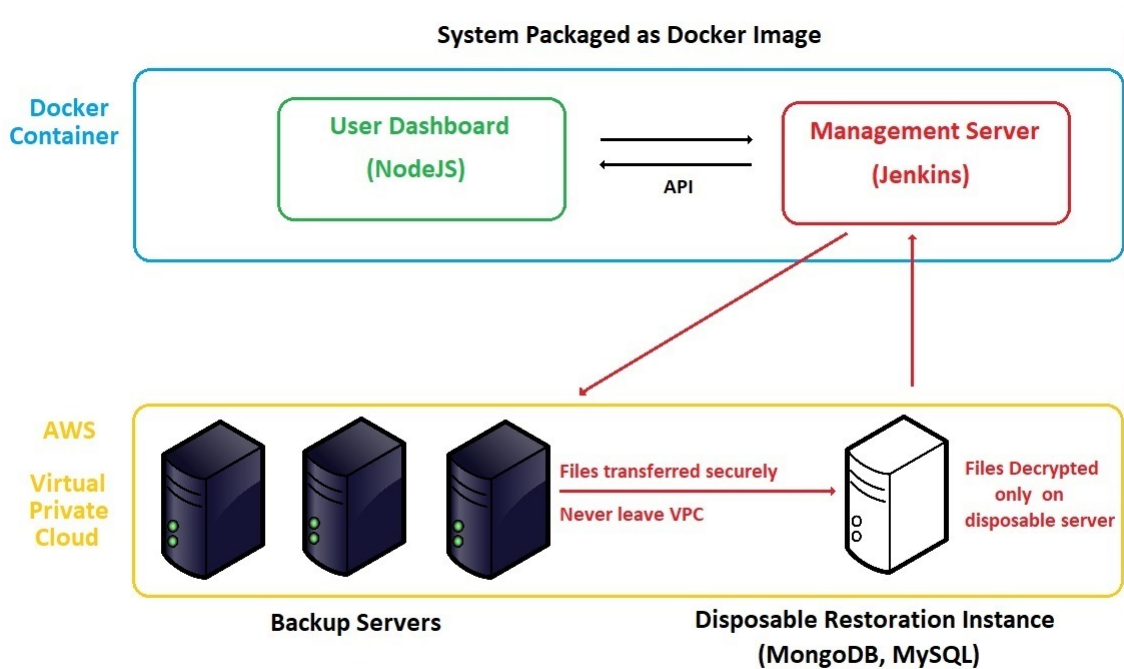 System Packaged as Docker Image
Docker
Container
User Dashboard
(NodeJS)
API
Management Server
(Jenkins)
AWS
Virtual
Private
Cloud
Files transferred securely
Never leave VPC
Files Decrypted
only on
disposable server
Backup Servers
Disposable Restoration Instance
(MongoDB, MySQL)